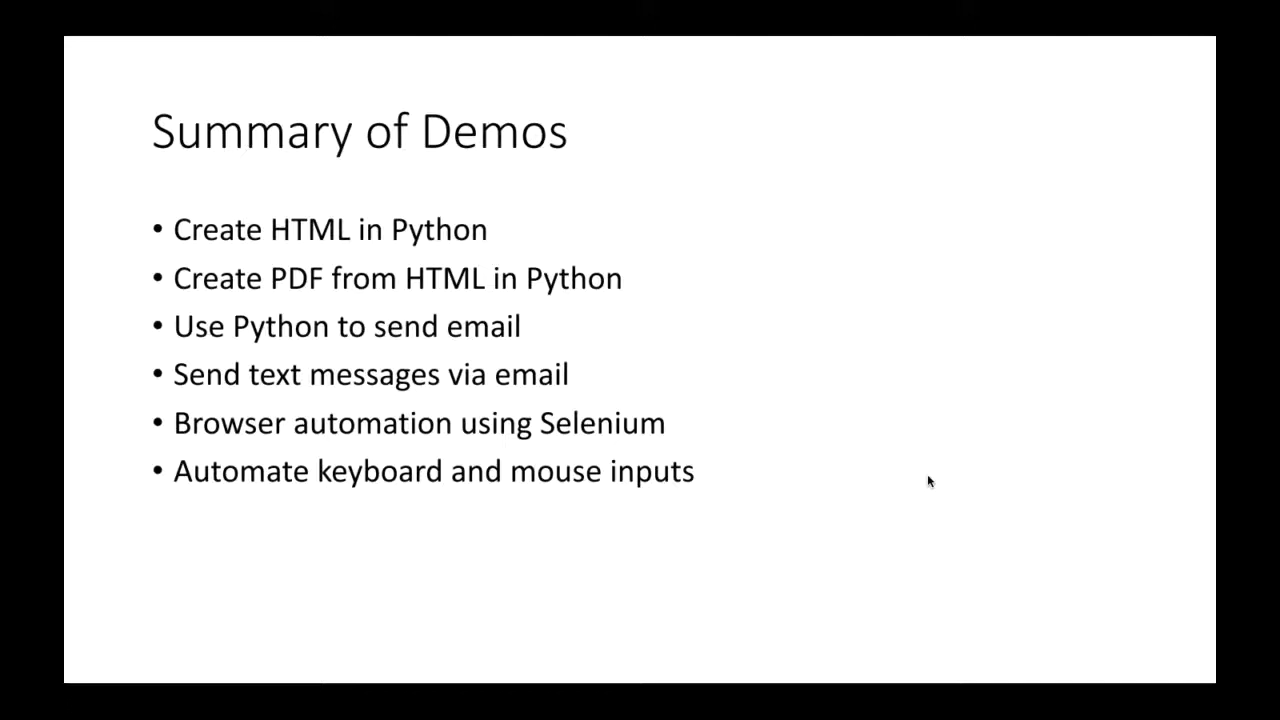 Summary of Demos
• Create HTML in Python
• Create PDF from HTML in Python
• Use Python to send email
• Send text messages via email
• Browser automation using Selenium
• Automate keyboard and mouse inputs